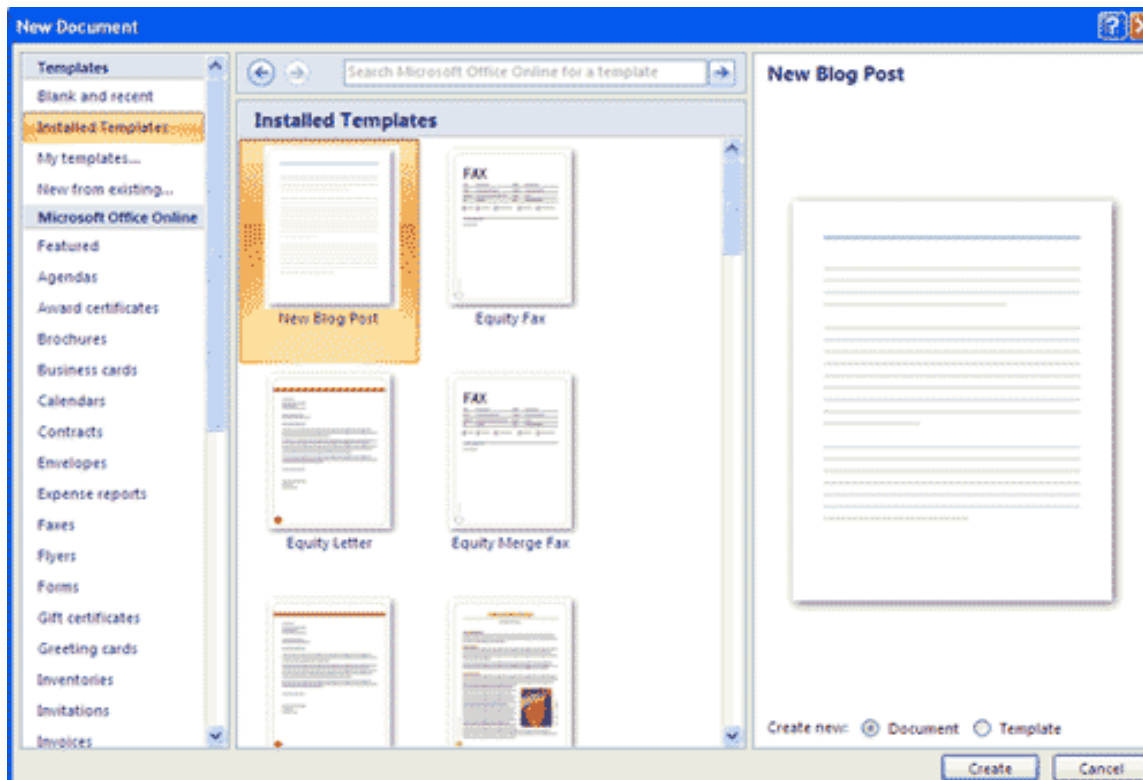 New Document
Templates
Blank and recent
Installed Templates
My templates...
New from existing...
Microsoft Office Online
Featured
Agendas
Award certificates
Brochures
Business cards
Calendars
Contracts
Envelopes
Expense reports
Faxes
Flyers
Forms
Gift certificates
Greeting cards
Inventories
Invitations
Invoices
Search Microsoft Office Online for a template
Installed Templates
FAX
New Blog Post
Equity Fax
FAX
Equity Letter
Equity Merge Fax
New Blog Post
Create new: Document Template
Create Cancel